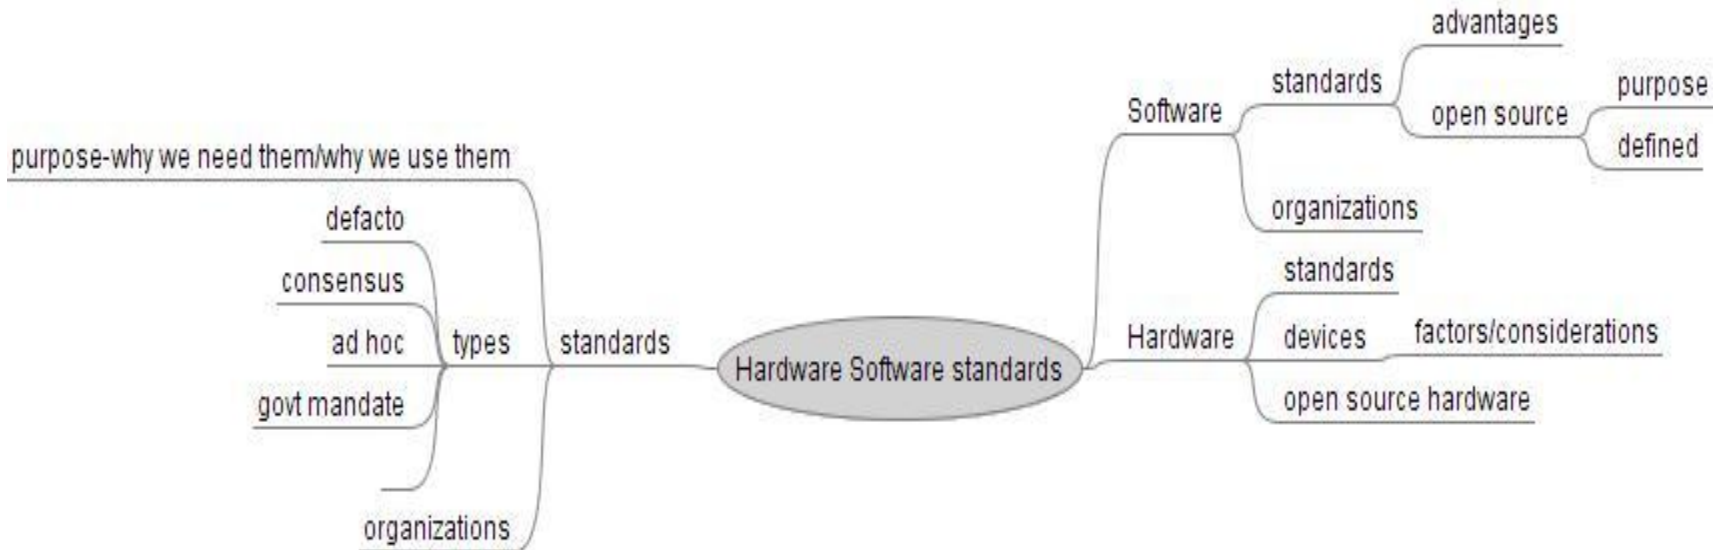 advantages
standards
purpose
Software
open source
defined
purpose-why we need them/why we use them
defacto
organizations
consensus
standards
ad hoc
types
standards
Hardware Software standards
Hardware
devices
factors/considerations
govt mandate
open source hardware
organizations